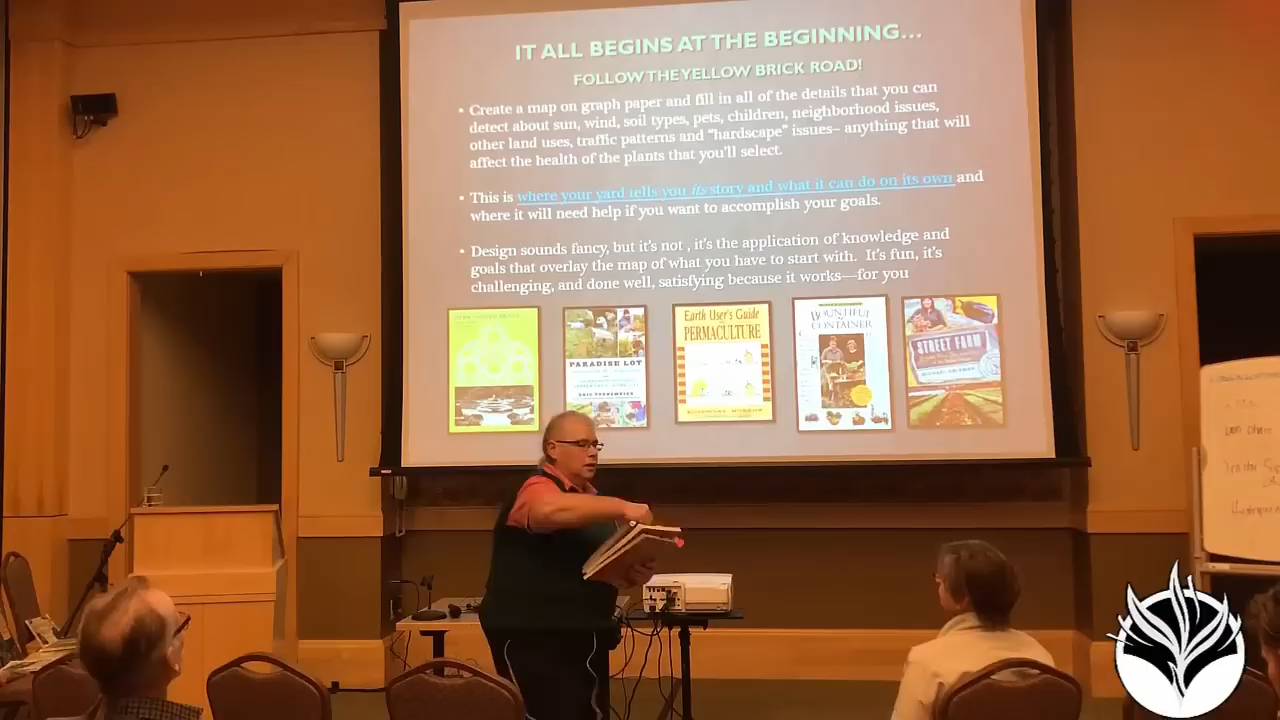 IT ALL BEGINS AT THE BEGINNING...
FOLLOW THE YELLOW BRICK ROAD!
• Create a map on graph paper and fill in all of the details that you can
detect about sun, wind, soil types, pets, children, neighborhood issues,
other land uses, traffic patterns and "hardscape" issues– anything that will
affect the health of the plants that you'll select.
• This is where your yard tells you its story and what it can do on its own and
where it will need help if you want to accomplish your goals.
• Design sounds fancy, but it's not , it's the application of knowledge and
goals that overlay the map of what you have to start with. It's fun, it's
challenging, and done well, satisfying because it works—for you
PARADISE LOT
ERIC TOENSMEIER
Earth User's Guide
to
PERMACULTURE
ROSEMARY MORROW
BOUNTIFUL
CONTAINER
STREET FARM
MICHAEL ABLEMAN